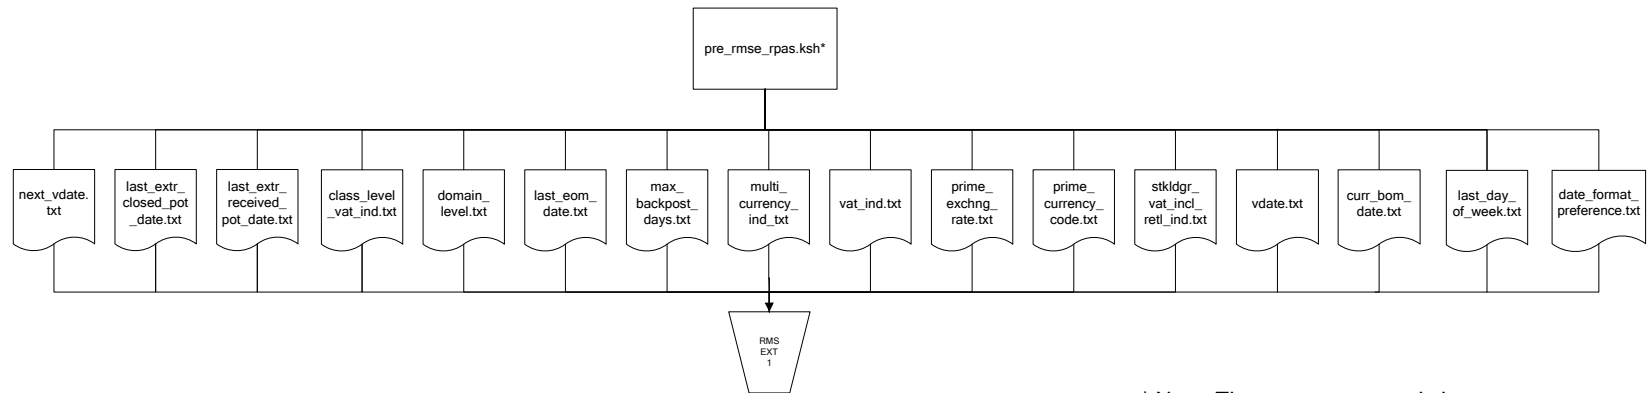 pre_rmse_rpas.ksh*
next_vdate.
txt
last_extr_
closed_pot
_date.txt
last_extr_
received_
pot_date.txt
class_level
_vat_ind.txt
domain_
level.txt
last_eom_
date.txt
max_
backpost_
days.txt
multi_
currency_
ind_txt
vat_ind.txt
prime_
exchng_
rate.txt
prime_
currency_
code.txt
stkldgr_
vat_incl_
retl_ind.txt
vdate.txt
curr_bom_
date.txt
last_day_
of_week.txt
date_format_
preference.txt
RMS
EXT
1